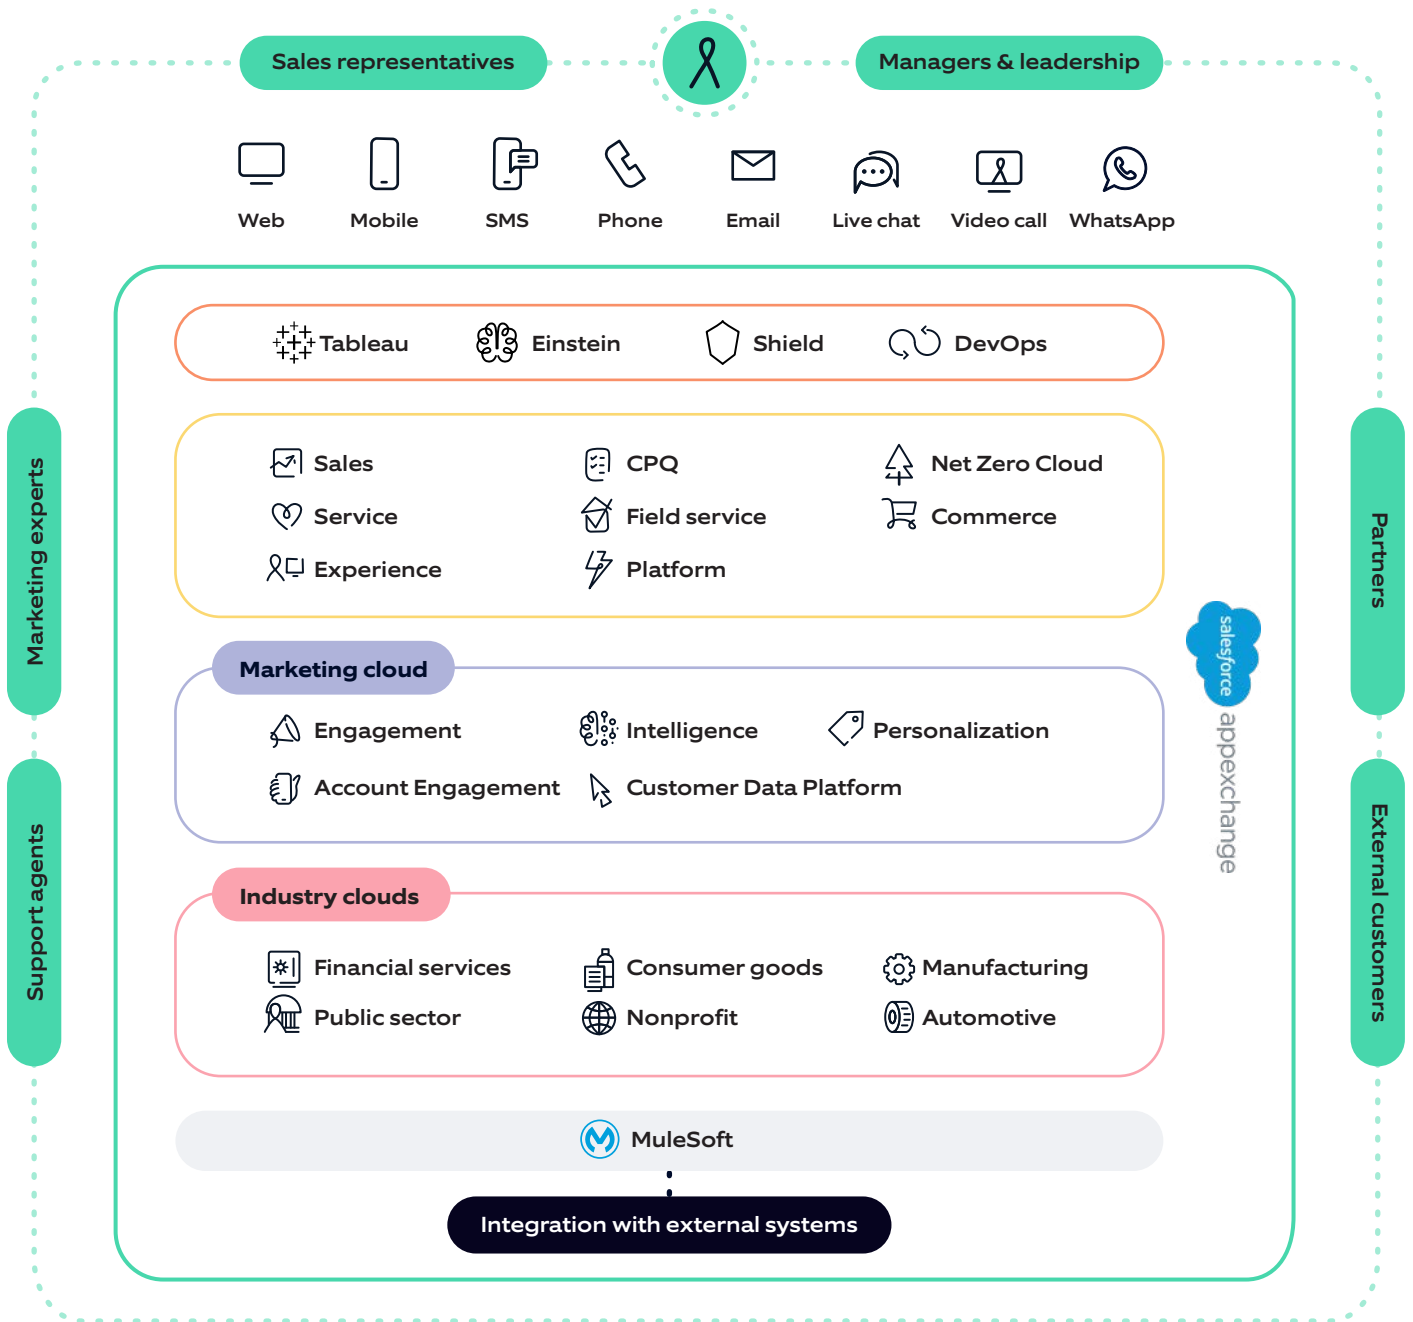 Sales representatives
Managers & leadership
Web
Mobile
SMS
Phone
Email
Live chat
Video call
WhatsApp
Tableau
Einstein
Shield
DevOps
Sales
CPQ
Net Zero Cloud
Service
Field service
Commerce
Experience
Platform
Marketing cloud
Engagement
Intelligence
Personalization
Account Engagement
Customer Data Platform
Industry clouds
Financial services
Consumer goods
Manufacturing
Public sector
Nonprofit
Automotive
MuleSoft
Integration with external systems
Marketing experts
Support agents
salesforce
appexchange
Partners
External customers